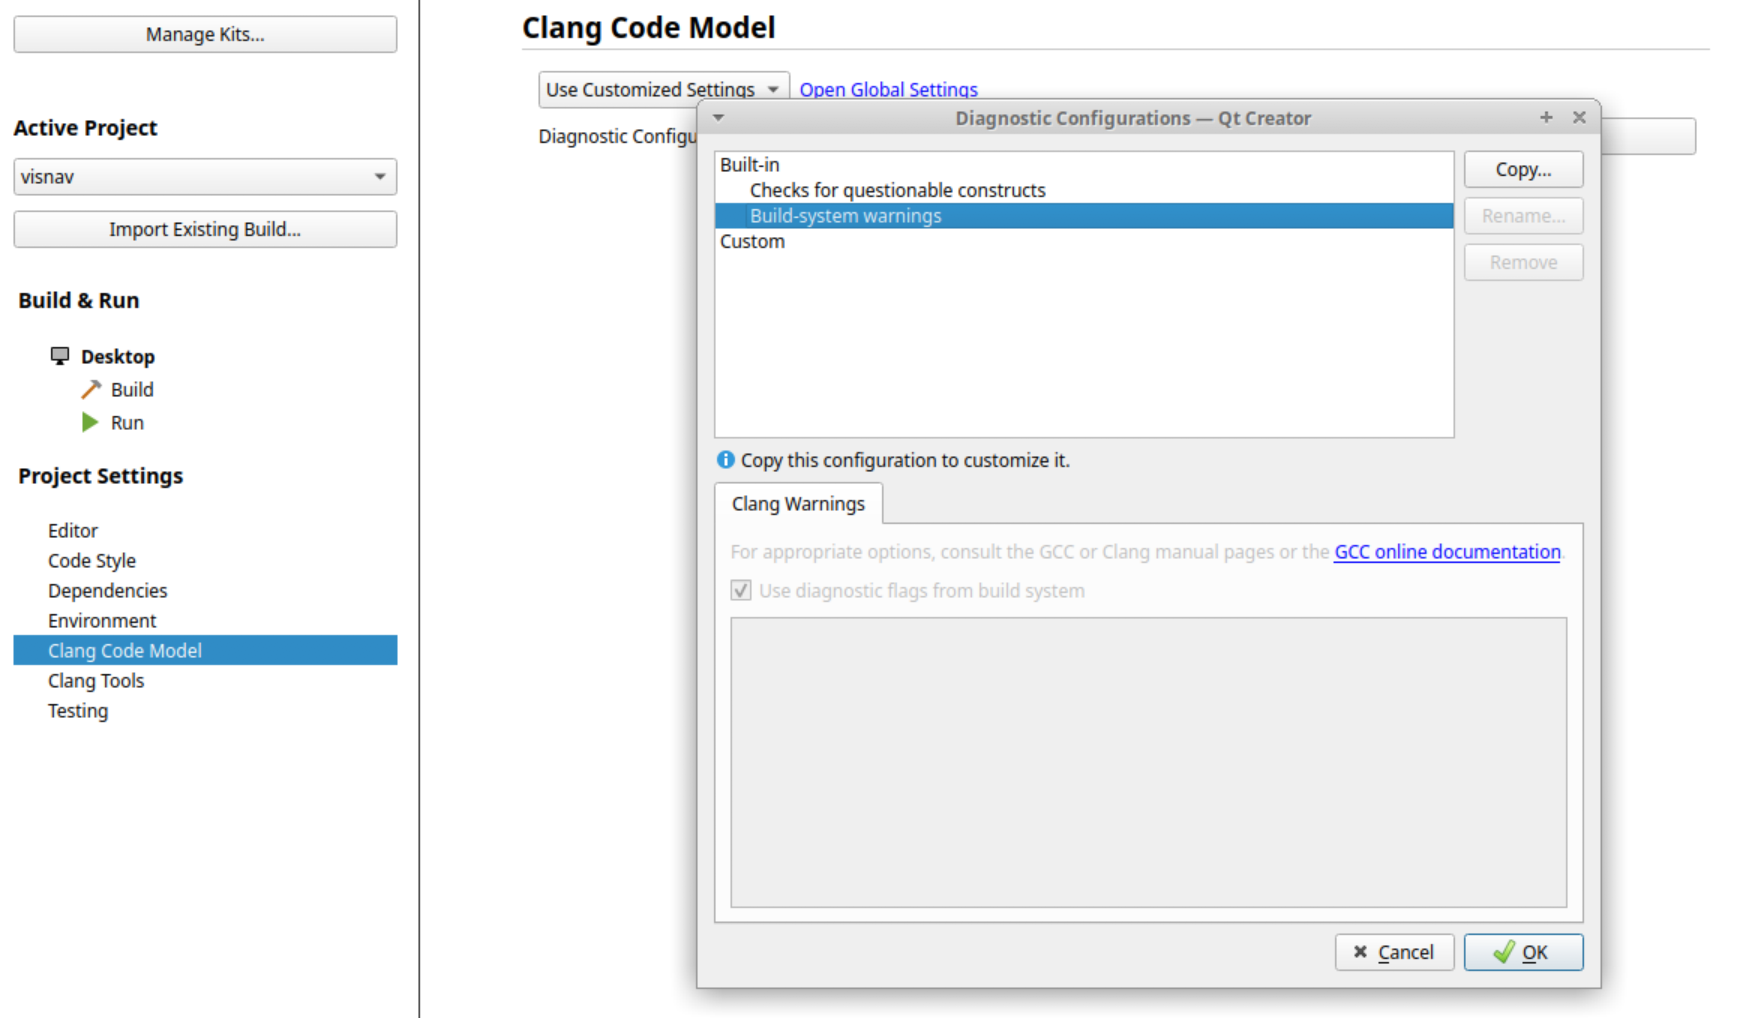 Manage Kits...
Active Project
visnav
Import Existing Build...
Build & Run
Desktop
Build
Run
Project Settings
Editor
Code Style
Dependencies
Environment
Clang Code Model
Clang Tools
Testing
Clang Code Model
Use Customized Settings
Open Global Settings
Diagnostic Configu
Diagnostic Configurations — Qt Creator
Built-in
Checks for questionable constructs
Build-system warnings
Custom
Copy...
Rename...
Remove
Copy this configuration to customize it.
Clang Warnings
For appropriate options, consult the GCC or Clang manual pages or the GCC online documentation.
Use diagnostic flags from build system
Cancel
OK